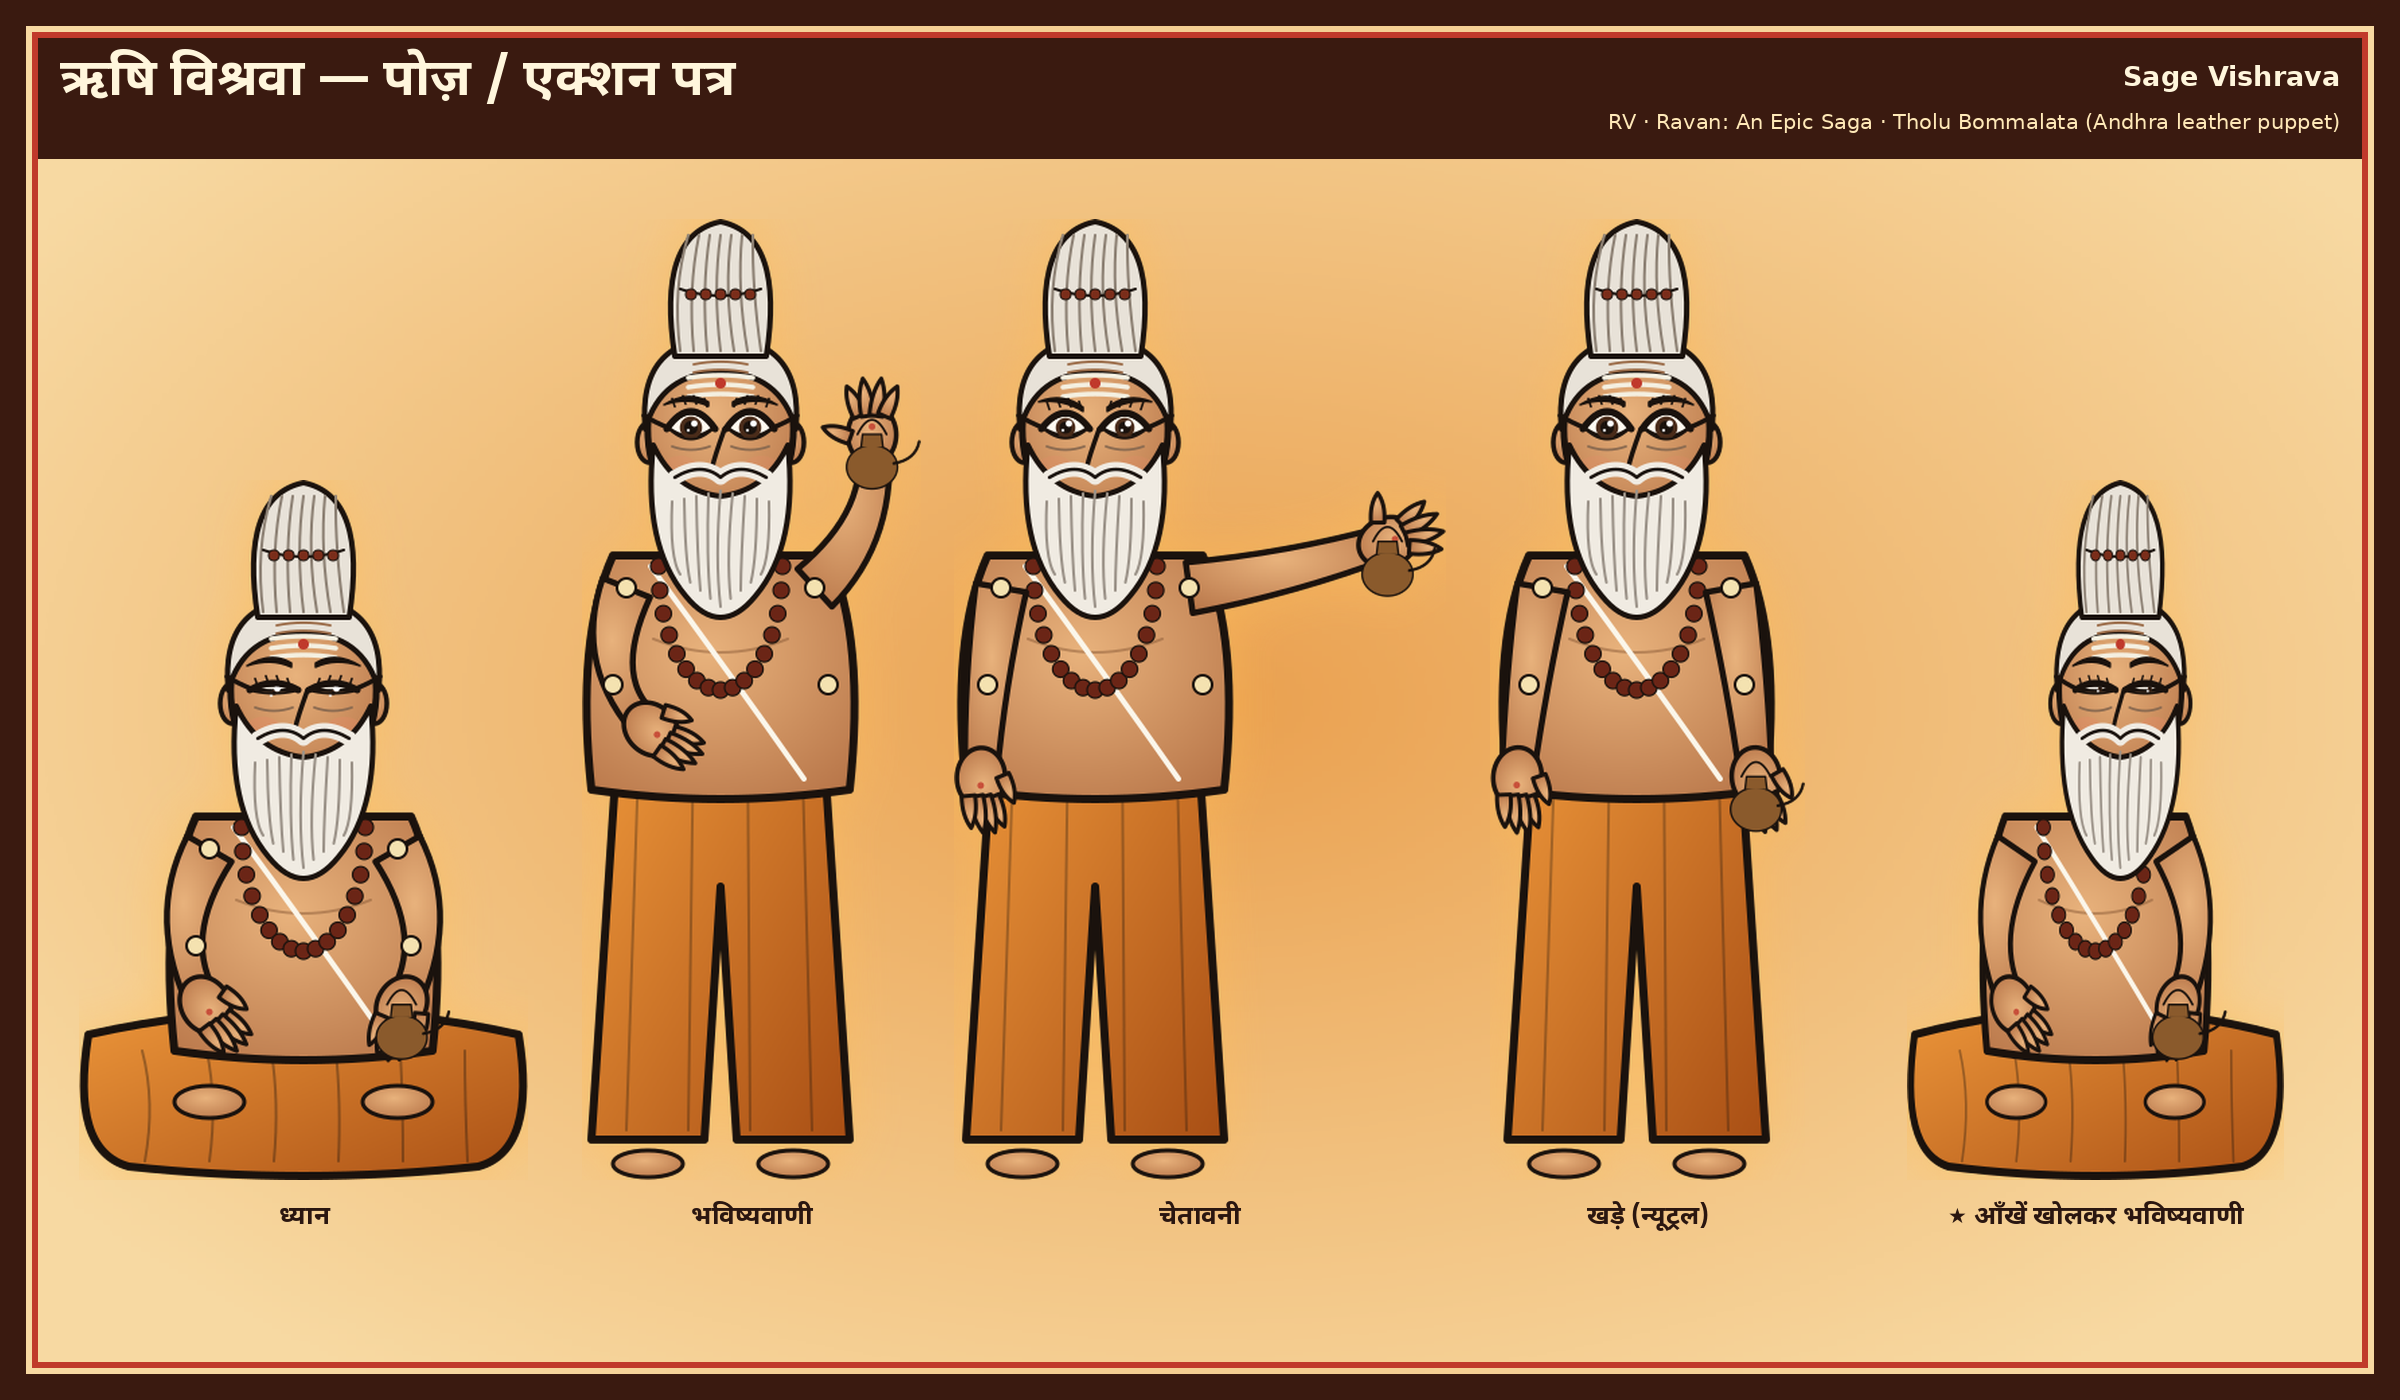 ऋषि विश्रवा — पोज़ / एक्शन पत्र
Sage Vishrava
RV · Ravan: An Epic Saga · Tholu Bommalata (Andhra leather puppet)
ध्यान
भविष्यवाणी
चेतावनी
खड़े (न्यूट्रल)
★ आँखें खोलकर भविष्यवाणी